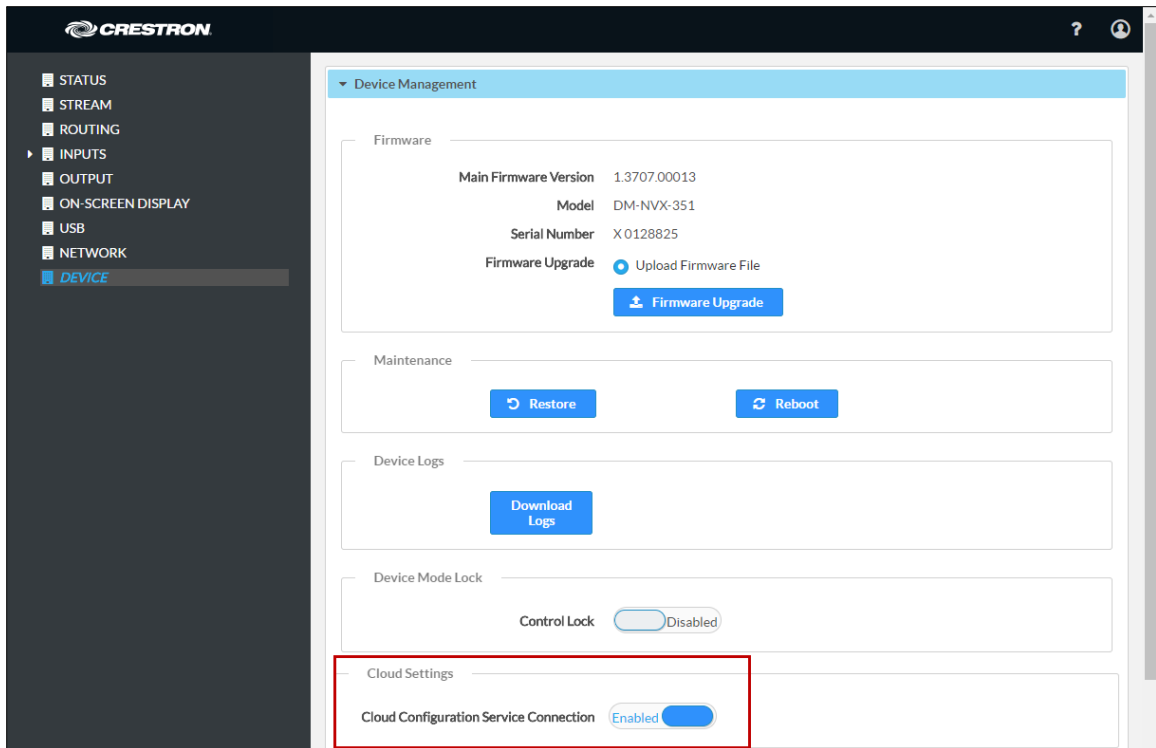 CRESTRON
?
STATUS
STREAM
ROUTING
INPUTS
OUTPUT
ON-SCREEN DISPLAY
USB
NETWORK
DEVICE
Device Management
Firmware
Main Firmware Version 1.3707.00013
Model DM-NVX-351
Serial Number X 0128825
Firmware Upgrade Upload Firmware File
Firmware Upgrade
Maintenance
Restore Reboot
Device Logs
Download
Logs
Device Mode Lock
Control Lock Disabled
Cloud Settings
Cloud Configuration Service Connection Enabled